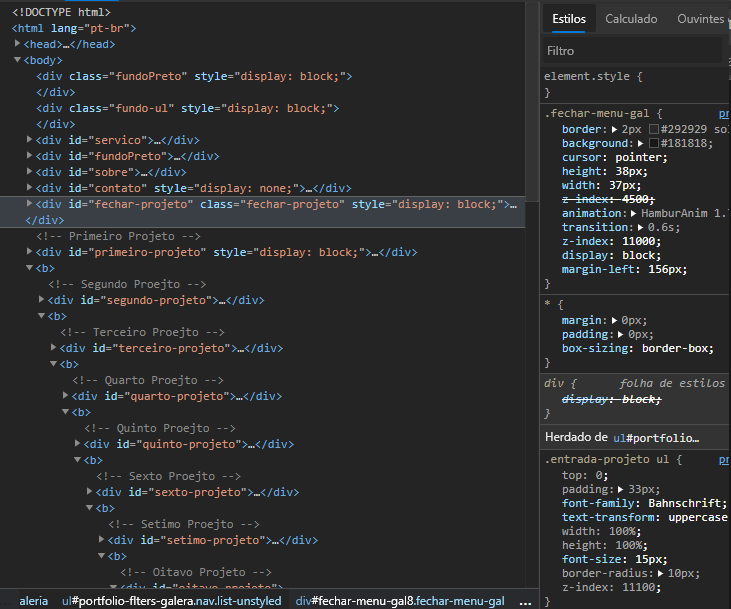 <!DOCTYPE html>
<html lang="pt-br">
<head>…</head>
<body>
<div class="fundoPreto" style="display: block;">
</div>
<div class="fundo-ul" style="display: block;">
</div>
<div id="servico">…</div>
<div id="fundoPreto">…</div>
<div id="sobre">…</div>
<div id="contato" style="display: none;">…</div>
<div id="fechar-projeto" class="fechar-projeto" style="display: block;">…
</div>
<!-- Primeiro Projeto -->
<div id="primeiro-projeto" style="display: block;">…</div>
<b>
<!-- Segundo Proejto -->
<div id="segundo-projeto">…</div>
<b>
<!-- Terceiro Proejto -->
<div id="terceiro-projeto">…</div>
<b>
<!-- Quarto Proejto -->
<div id="quarto-projeto">…</div>
<b>
<!-- Quinto Proejto -->
<div id="quinto-projeto">…</div>
<b>
<!-- Sexto Proejto -->
<div id="sexto-projeto">…</div>
<b>
<!-- Setimo Proejto -->
<div id="setimo-projeto">…</div>
<b>
<!-- Oitavo Projeto -->
<div id="oitavo-projeto">
aleria ul#portfolio-flters-galera.nav.list-unstyled div#fechar-menu-gal8.fechar-menu-gal ...
Estilos Calculado Ouvintes
Filtro
element.style {
}
.fechar-menu-gal { pr
border: 2px #292929 so
background: #181818;
cursor: pointer;
height: 38px;
width: 37px;
z-index: 4500;
animation: HamburAnim 1.
transition: 0.6s;
z-index: 11000;
display: block;
margin-left: 156px;
}
* {
margin: 0px;
padding: 0px;
box-sizing: border-box;
}
div { folha de estilos
display: block;
}
Herdado de ul#portfolio…
.entrada-projeto ul { pr
top: 0;
padding: 33px;
font-family: Bahnschrift;
text-transform: uppercase
width: 100%;
height: 100%;
font-size: 15px;
border-radius: 10px;
z-index: 11100;
}